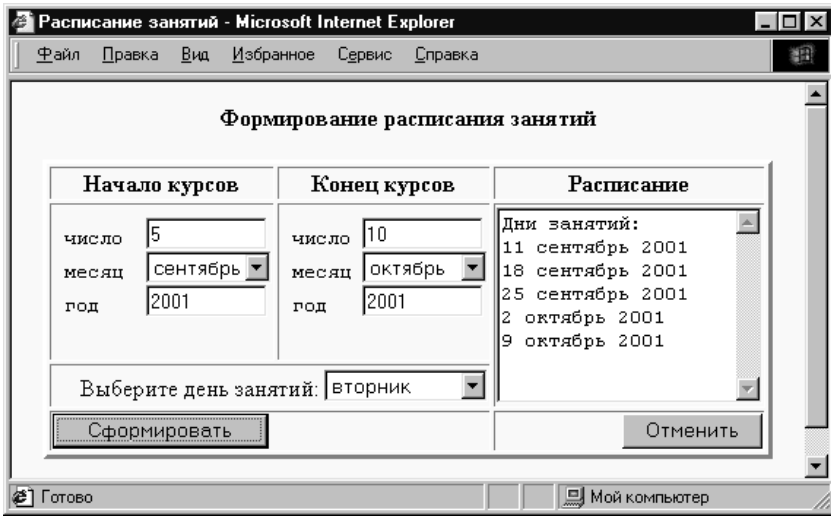 Расписание занятий - Microsoft Internet Explorer
Файл Правка Вид Избранное Сервис Справка
Формирование расписания занятий
Начало курсов Конец курсов Расписание
число 5 число 10
месяц сентябрь месяц октябрь
год 2001 год 2001
Дни занятий:
11 сентябрь 2001
18 сентябрь 2001
25 сентябрь 2001
2 октябрь 2001
9 октябрь 2001
Выберите день занятий: вторник
Сформировать Отменить
Готово Мой компьютер